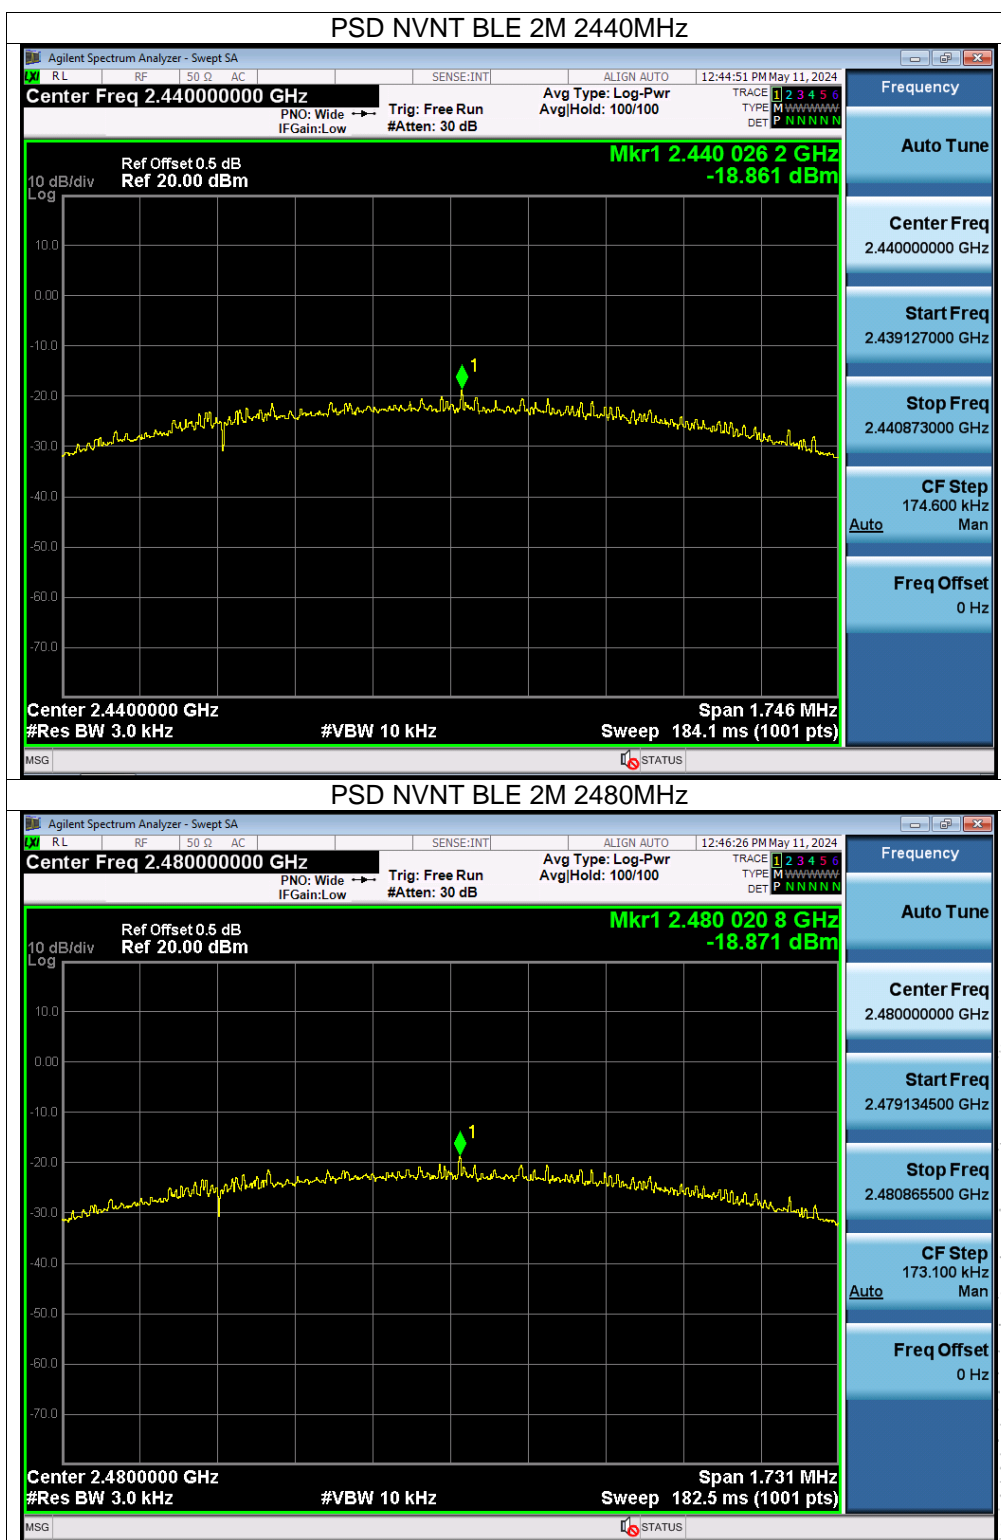 PSD NVNT BLE 2M 2440MHz
Agilent Spectrum Analyzer - Swept SA
LXI RL RF 50 Ω AC SENSE:INT ALIGN AUTO 12:44:51 PM May 11, 2024
Center Freq 2.440000000 GHz
PNO: Wide
IFGain:Low
Trig: Free Run
#Atten: 30 dB
Avg Type: Log-Pwr
Avg|Hold: 100/100
TRACE 1 2 3 4 5 6
TYPE M W W W W W
DET P N N N N N
Mkr1 2.440 026 2 GHz
-18.861 dBm
Ref Offset 0.5 dB
Ref 20.00 dBm
10 dB/div
Log
10.0
0.00
-10.0
-20.0
-30.0
-40.0
-50.0
-60.0
-70.0
1
Center 2.4400000 GHz
Span 1.746 MHz
#Res BW 3.0 kHz
#VBW 10 kHz
Sweep 184.1 ms (1001 pts)
MSG
STATUS
Frequency
Auto Tune
Center Freq
2.440000000 GHz
Start Freq
2.439127000 GHz
Stop Freq
2.440873000 GHz
CF Step
174.600 kHz
Auto Man
Freq Offset
0 Hz
PSD NVNT BLE 2M 2480MHz
Agilent Spectrum Analyzer - Swept SA
LXI RL RF 50 Ω AC SENSE:INT ALIGN AUTO 12:46:26 PM May 11, 2024
Center Freq 2.480000000 GHz
PNO: Wide
IFGain:Low
Trig: Free Run
#Atten: 30 dB
Avg Type: Log-Pwr
Avg|Hold: 100/100
TRACE 1 2 3 4 5 6
TYPE M W W W W W
DET P N N N N N
Mkr1 2.480 020 8 GHz
-18.871 dBm
Ref Offset 0.5 dB
Ref 20.00 dBm
10 dB/div
Log
10.0
0.00
-10.0
-20.0
-30.0
-40.0
-50.0
-60.0
-70.0
1
Center 2.4800000 GHz
Span 1.731 MHz
#Res BW 3.0 kHz
#VBW 10 kHz
Sweep 182.5 ms (1001 pts)
MSG
STATUS
Frequency
Auto Tune
Center Freq
2.480000000 GHz
Start Freq
2.479134500 GHz
Stop Freq
2.480865500 GHz
CF Step
173.100 kHz
Auto Man
Freq Offset
0 Hz